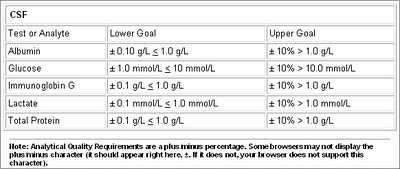 CSF
Test or Analyte Lower Goal Upper Goal
Albumin ± 0.10 g/L ≤ 1.0 g/L ± 10% > 1.0 g/L
Glucose ± 1.0 mmol/L ≤ 10 mmol/L ± 10% > 10.0 mmol/L
Immunoglobin G ± 0.1 g/L ≤ 1.0 g/L ± 10% > 1.0 g/L
Lactate ± 0.1 mmol/L ≤ 1.0 mmol/L ± 10% > 1.0 mmol/L
Total Protein ± 0.1 g/L ≤ 1.0 g/L ± 10% > 1.0 g/L
Note: Analytical Quality Requirements are a plus minus percentage. Some browsers may not display the
plus minus character (it should appear right here, ±. If it does not, your browser does not support this
character).